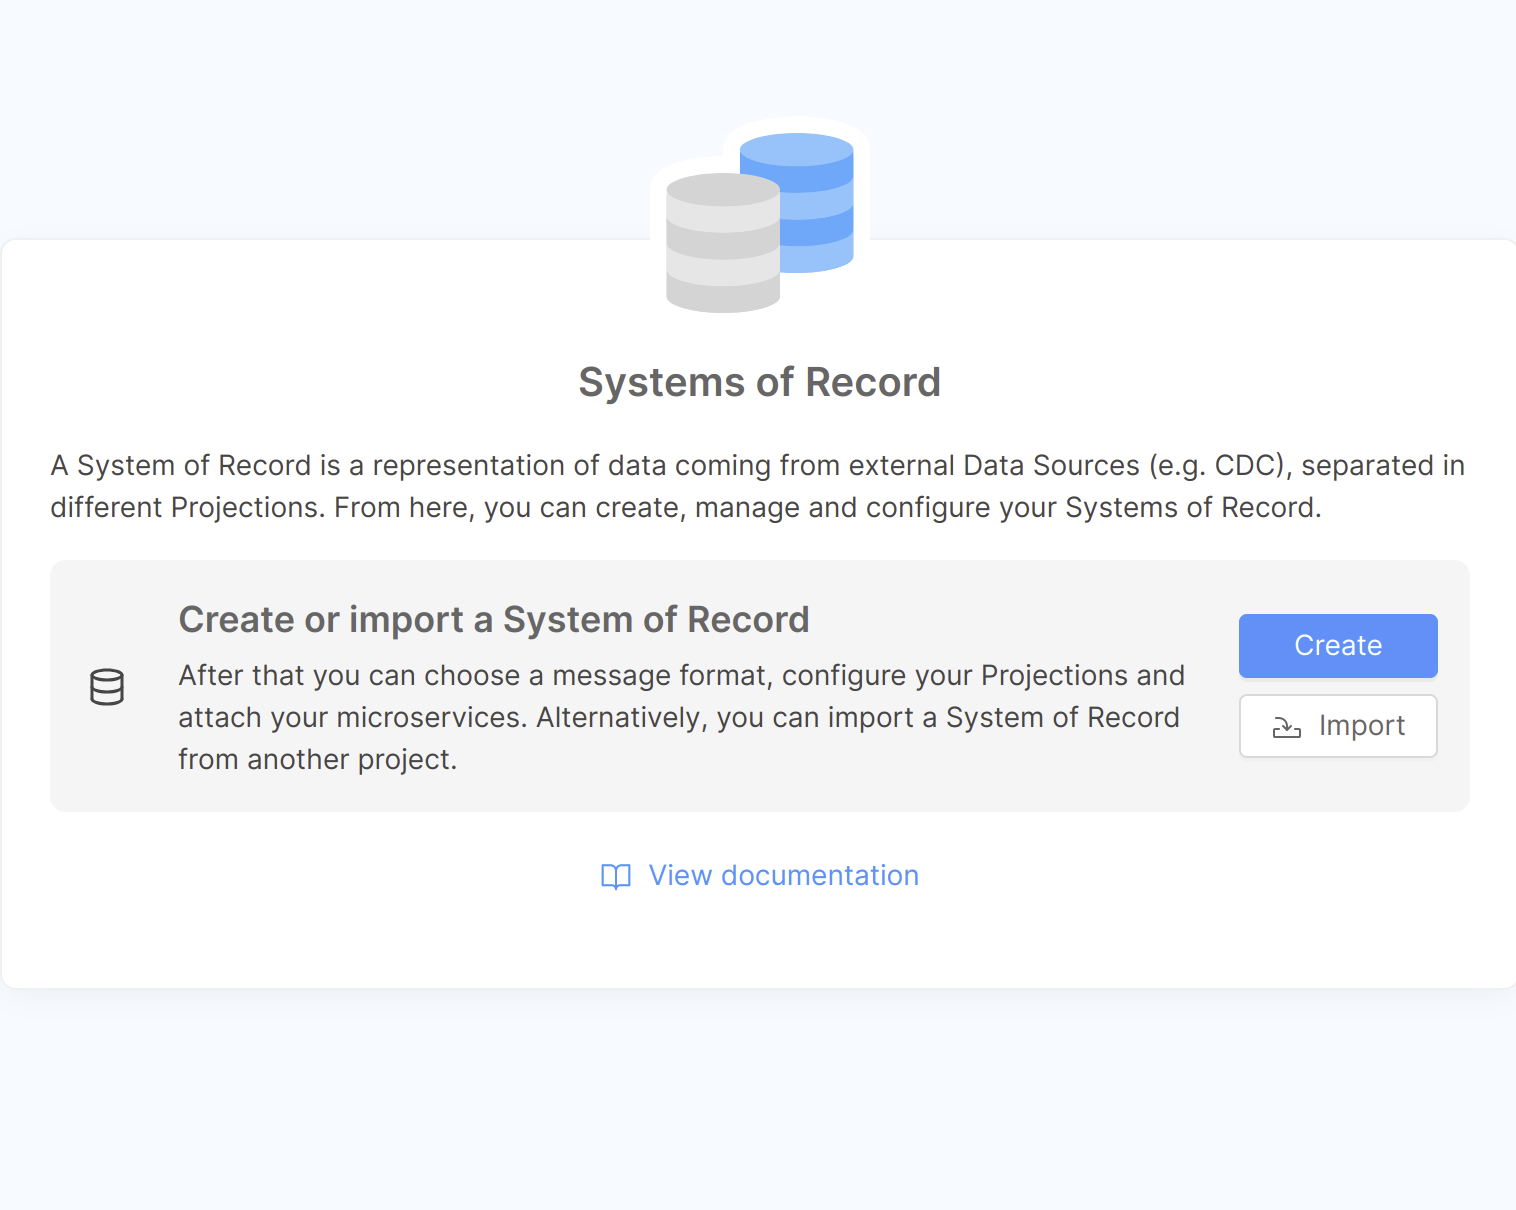 Systems of Record
A System of Record is a representation of data coming from external Data Sources (e.g. CDC), separated in
different Projections. From here, you can create, manage and configure your Systems of Record.
Create or import a System of Record
After that you can choose a message format, configure your Projections and
attach your microservices. Alternatively, you can import a System of Record
from another project.
Create
Import
View documentation